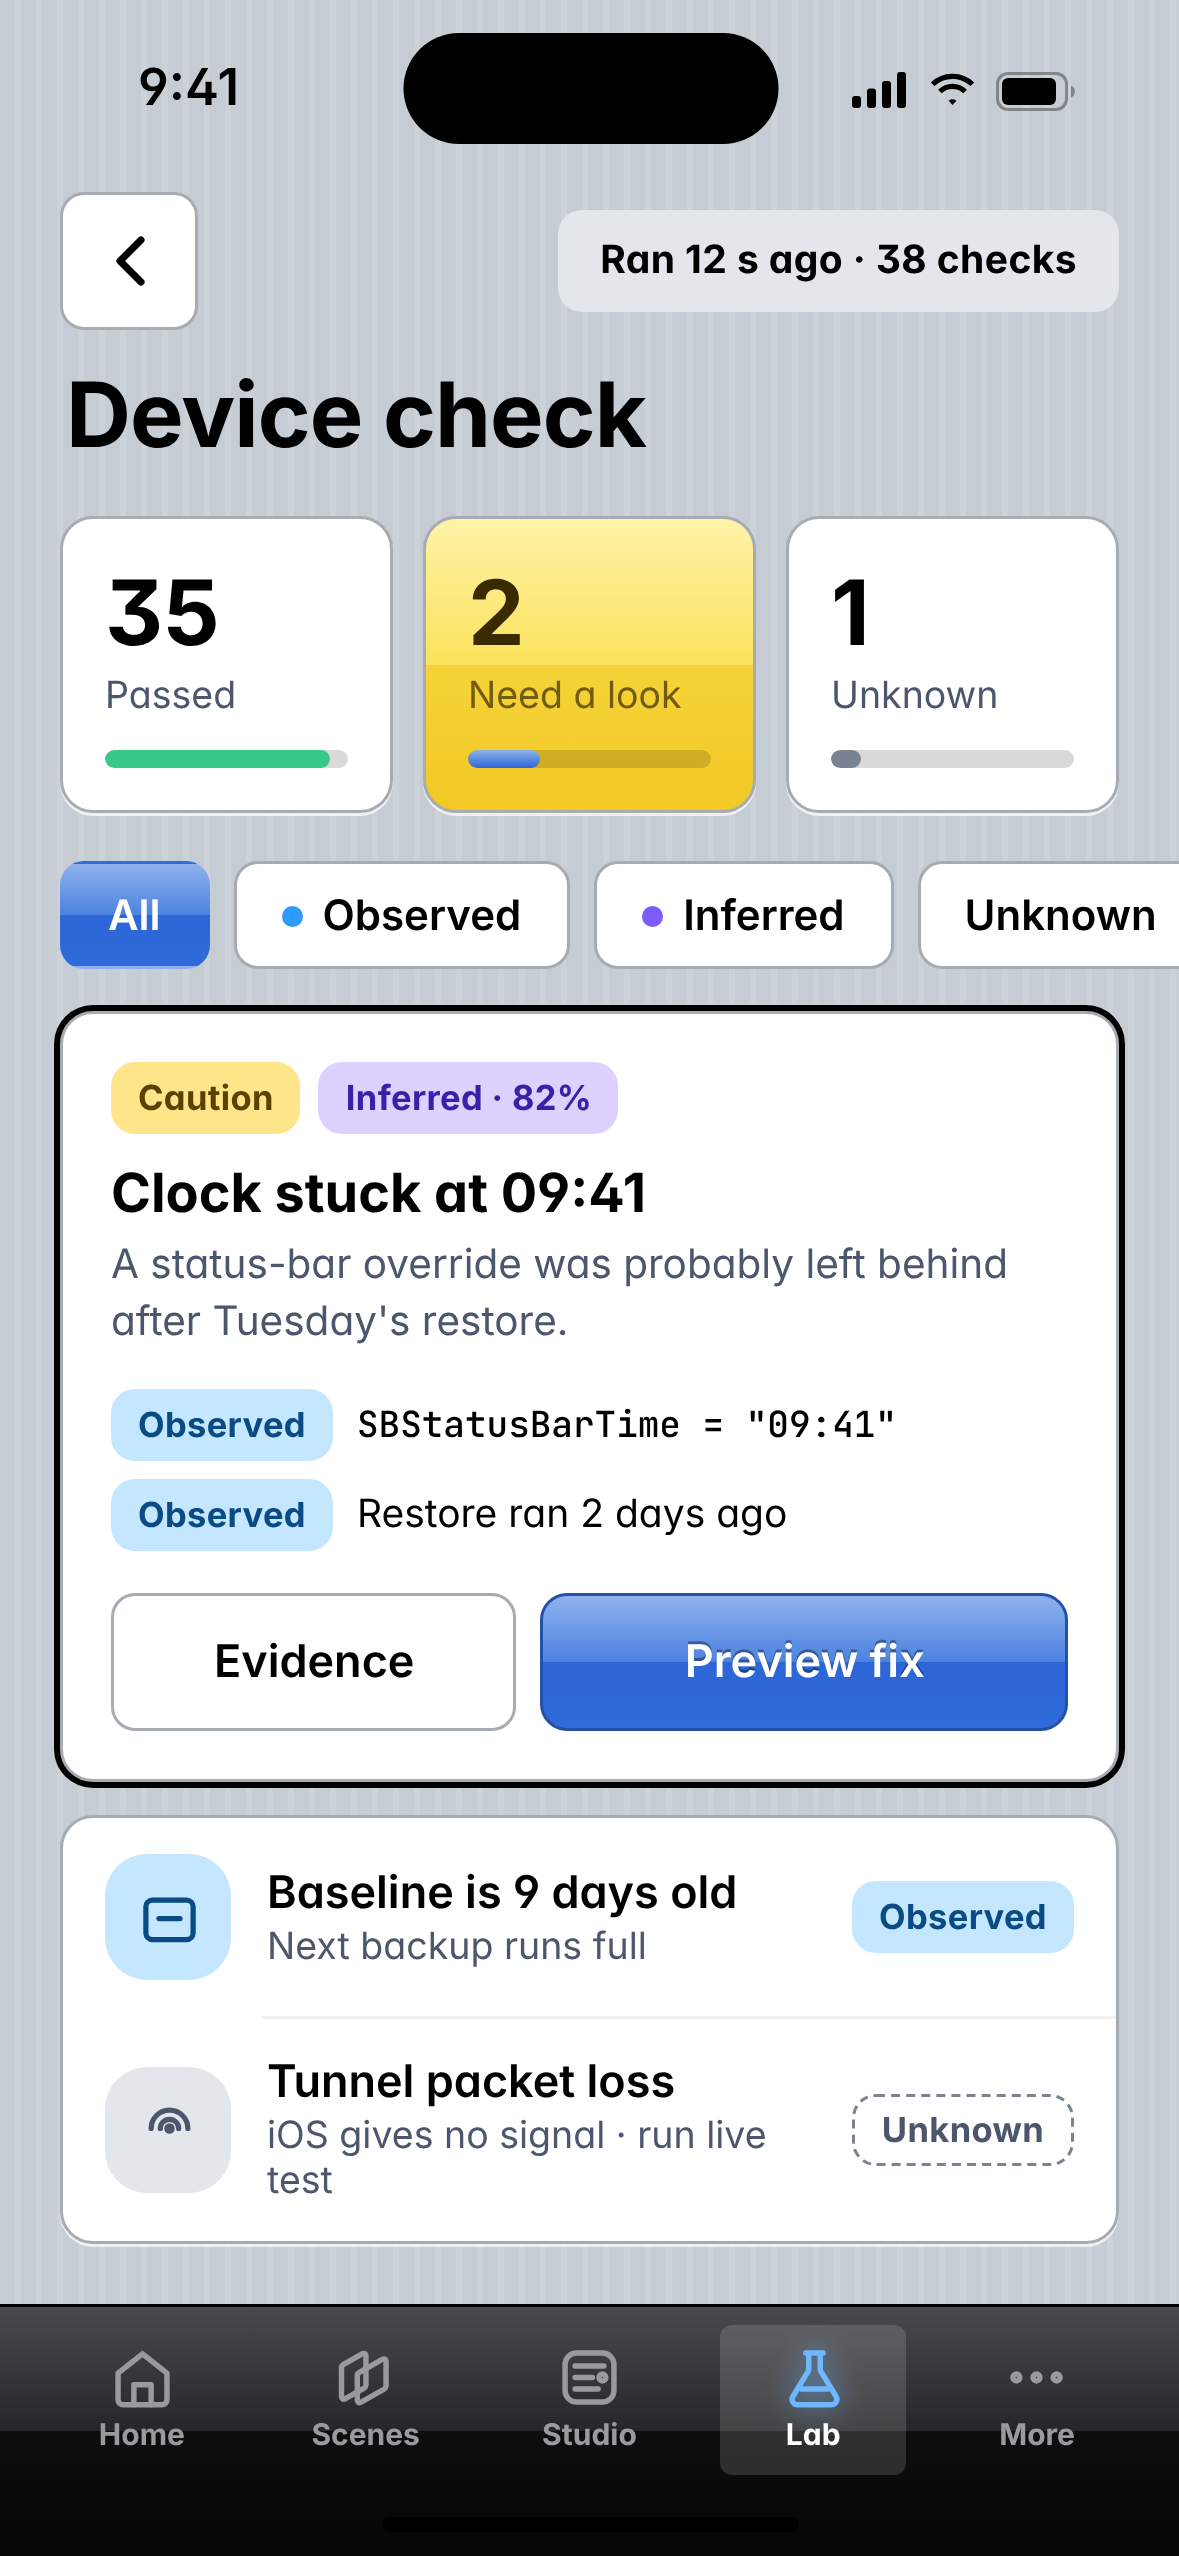 9:41
Ran 12 s ago · 38 checks
Device check
35
Passed
2
Need a look
1
Unknown
All
Observed
Inferred
Unknown
Caution
Inferred · 82%
Clock stuck at 09:41
A status-bar override was probably left behind
after Tuesday's restore.
Observed
SBStatusBarTime = "09:41"
Observed
Restore ran 2 days ago
Evidence
Preview fix
Baseline is 9 days old
Next backup runs full
Observed
Tunnel packet loss
iOS gives no signal · run live
test
Unknown
Home
Scenes
Studio
Lab
More